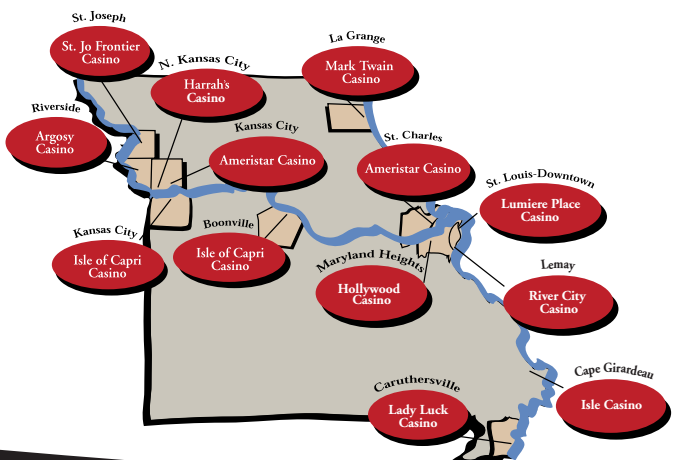 St. Joseph
St. Jo Frontier
Casino
N. Kansas City
Harrah's
Casino
La Grange
Mark Twain
Casino
Riverside
Argosy
Casino
Kansas City
Ameristar Casino
St. Charles
Ameristar Casino
St. Louis-Downtown
Lumiere Place
Casino
Kansas City
Isle of Capri
Casino
Boonville
Isle of Capri
Casino
Maryland Heights
Hollywood
Casino
Lemay
River City
Casino
Cape Girardeau
Isle Casino
Caruthersville
Lady Luck
Casino